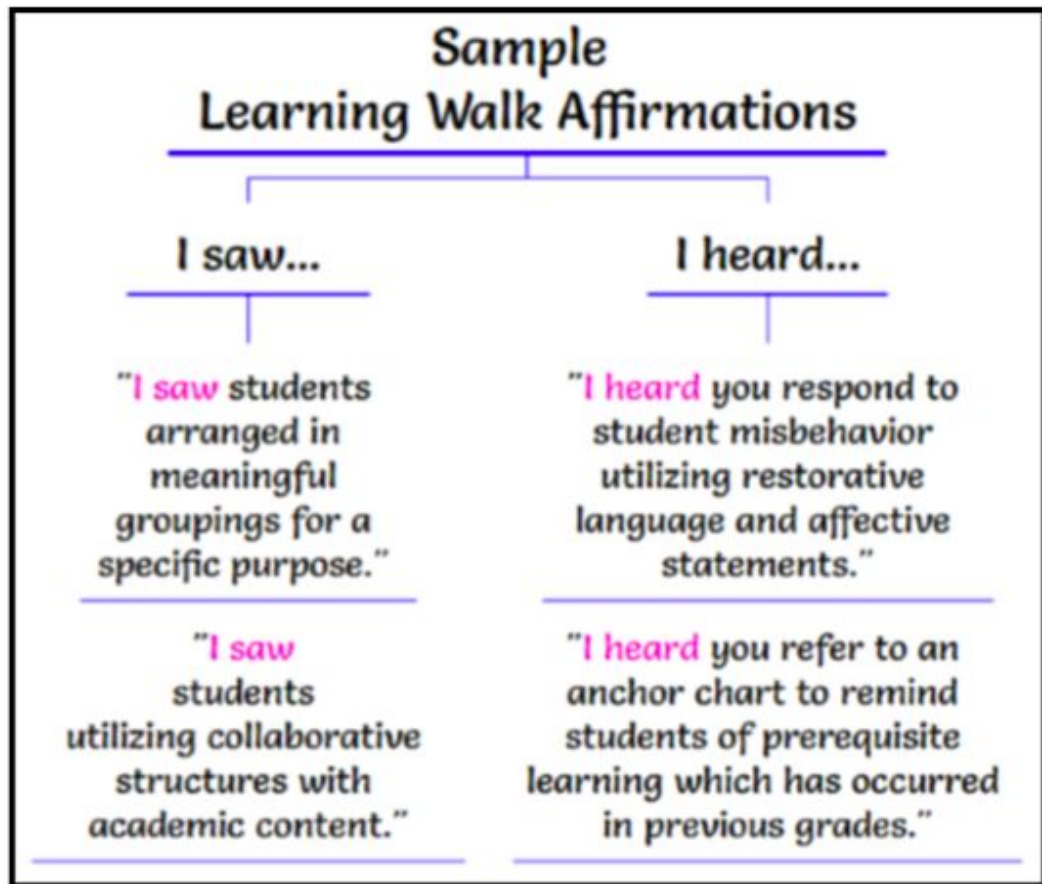 Sample
Learning Walk Affirmations
I saw...
I heard...
"I saw students
arranged in
meaningful
groupings for a
specific purpose."
"I heard you respond to
student misbehavior
utilizing restorative
language and affective
statements."
"I saw
students
utilizing collaborative
structures with
academic content."
"I heard you refer to an
anchor chart to remind
students of prerequisite
learning which has occurred
in previous grades."